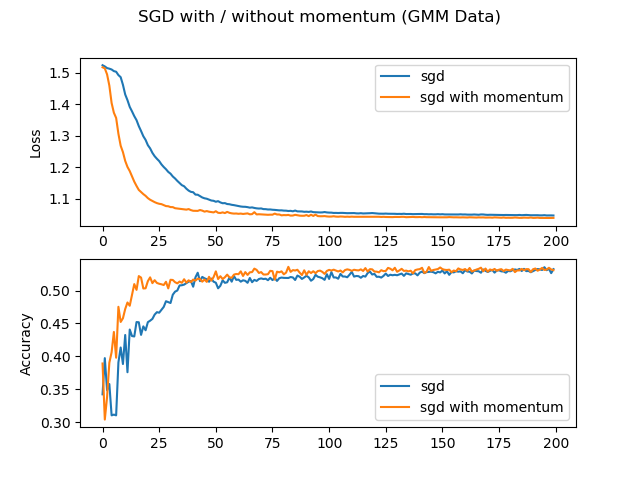 SGD with / without momentum (GMM Data)
1.5
1.4
1.3
1.2
1.1
Loss
sgd
sgd with momentum
0 25 50 75 100 125 150 175 200
0.50
0.45
0.40
0.35
0.30
Accuracy
sgd
sgd with momentum
0 25 50 75 100 125 150 175 200